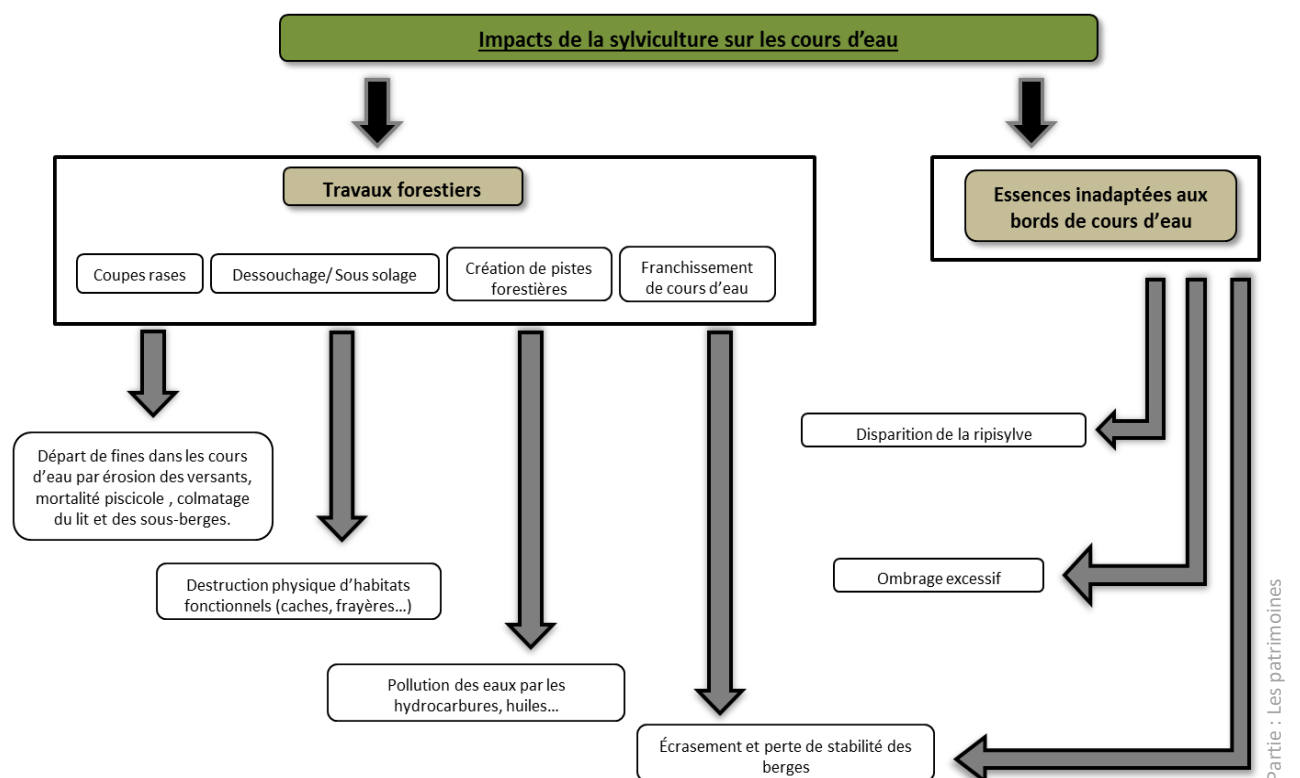 Impacts de la sylviculture sur les cours d'eau
Travaux forestiers
Essences inadaptées aux
bords de cours d'eau
Coupes rases
Dessouchage/ Sous solage
Création de pistes
forestières
Franchissement
de cours d'eau
Départ de fines dans les cours
d'eau par érosion des versants,
mortalité piscicole , colmatage
du lit et des sous-berges.
Disparition de la ripisylve
Destruction physique d'habitats
fonctionnels (caches, frayères...)
Ombrage excessif
Pollution des eaux par les
hydrocarbures, huiles...
Écrasement et perte de stabilité des
berges
Partie : Les patrimoines